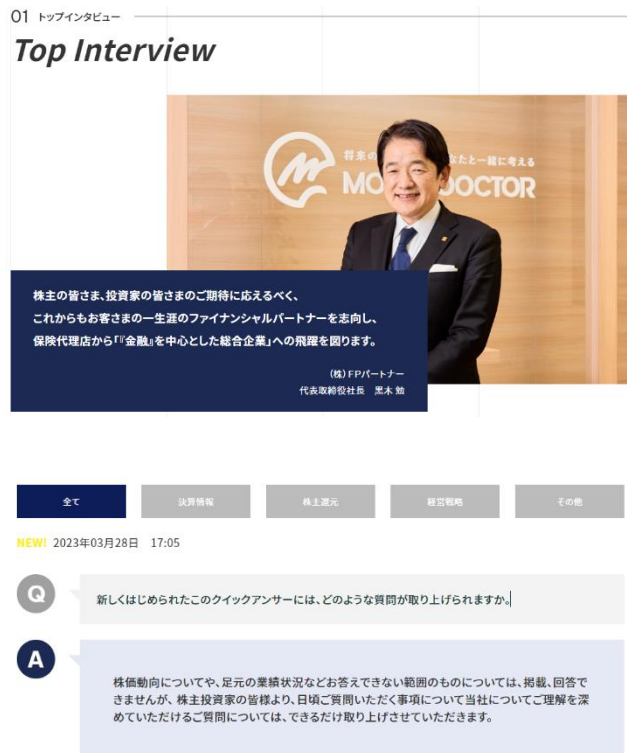 01 トップインタビュー
Top Interview
将来の
なたと一緒に考える
MO
DOCTOR
株主の皆さま、投資家の皆さまのご期待に応えるべく、
これからもお客さまの一生涯のファイナンシャルパートナーを志向し、
保険代理店から「『金融』を中心とした総合企業」への飛躍を図ります。
(株)FPパートナー
代表取締役社長 黒木 勉
全て
決算情報
株主還元
経営戦略
その他
NEW! 2023年03月28日 17:05
Q
新しくはじめられたこのクイックアンサーには、どのような質問が取り上げられますか。
A
株価動向についてや、足元の業績状況などお答えできない範囲のものについては、掲載、回答で
きませんが、株主投資家の皆様より、日頃ご質問いただく事項について当社についてご理解を深
めていただけるご質問については、できるだけ取り上げさせていただきます。